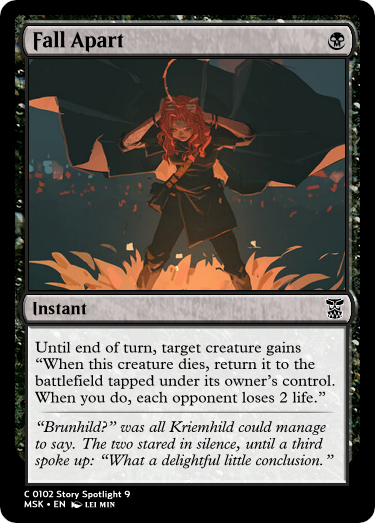 Fall Apart
Instant
Until end of turn, target creature gains
“When this creature dies, return it to the
battlefield tapped under its owner’s control.
When you do, each opponent loses 2 life.”
“Brunhild?” was all Kriemhild could manage
to say. The two stared in silence, until a third
spoke up: “What a delightful little conclusion.”
C 0102 Story Spotlight 9
MSK • EN LEI MIN